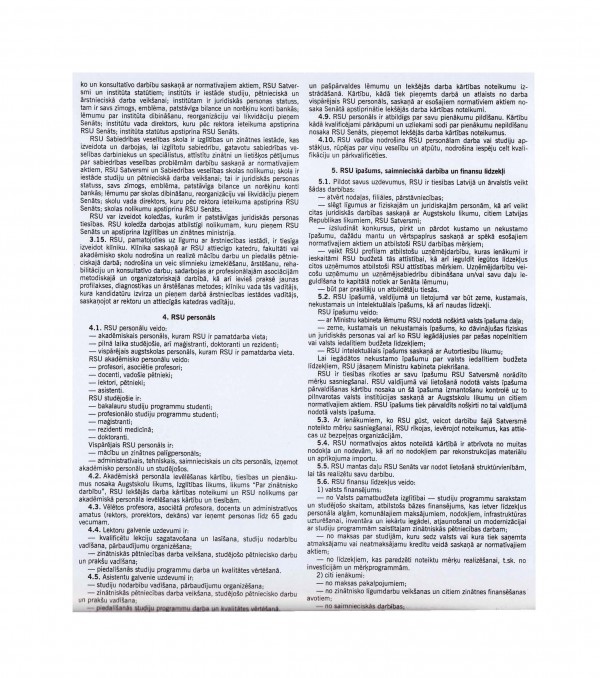 ko un konsultatīvo darbību saskaņā ar normatīvajiem aktiem, RSU Satver-
smi un institūta statūtiem; institūts ir iestāde studiju, pētnieciskā un
ārstnieciskā darba veikšanai; institūtam ir juridiskas personas statuss,
tam ir savs zīmogs, emblēma, patstāvīga bilance un norēķinu konti bankās;
lēmumu par institūta dibināšanu, reorganizāciju vai likvidāciju pieņem
Senāts; institūtu vada direktors, kuru pēc rektora ieteikuma apstiprina
RSU Senāts; institūta statūtus apstiprina RSU Senāts.
RSU Sabiedrības veselības skola ir izglītības un zinātnes iestāde, kas
izveidota un darbojas, lai izglītotu sabiedrību, gatavotu sabiedrības ve-
selības darbiniekus un speciālistus, attīstītu zinātni un lietišķos pētījumus
par sabiedrības veselības problēmām darbību saskaņā ar normatīvajiem
aktiem, RSU Satversmi un Sabiedrības veselības skolas nolikumu; skola ir
iestāde studiju un pētnieciskā darba veikšanai; tai ir juridiskās personas
statuss, savs zīmogs, emblēma, patstāvīga bilance un norēķinu konti
bankās; lēmumu par skolas dibināšanu, reorganizāciju vai likvidāciju pieņem
Senāts; skolu vada direktors, kuru pēc rektora ieteikuma apstiprina RSU
Senāts; skolas nolikumu apstiprina RSU Senāts.
RSU var izveidot koledžas, kurām ir patstāvīgas juridiskās personas
tiesības. RSU koledža darbojas atbilstīgi nolikumam, kuru pieņem RSU
Senāts un apstiprina Izglītības un zinātnes ministrija.
3.15. RSU, pamatojoties uz līgumu ar ārstniecības iestādi, ir tiesīga
izveidot klīniku. Klīnika saskaņā ar RSU attiecīgo katedru, fakultāti vai
akadēmisko skolu nodrošina un realizē mācību darbu un piedalās pētnie-
ciskajā darbā; nodrošina un veic slimnieku izmeklēšanu, ārstēšanu, reha-
bilitāciju un konsultatīvo darbu; sadarbojas ar profesionālajām asociācijām
metodiskajā un organizatoriskajā darbībā, kā arī ievieš praksē jaunas
profilakses, diagnostikas un ārstēšanas metodes; klīniku vada tās vadītājs,
kura kandidatūru izvirza un pieņem darbā ārstniecības iestādes vadītājs,
saskaņojot ar rektoru un attiecīgās katedras vadītāju.
4. RSU personāls
4.1. RSU personālu veido:
— akadēmiskais personāls, kuram RSU ir pamatdarba vieta;
— pilna laika studējošie, arī maģistranti, doktoranti un rezidenti;
— vispārējais augstskolas personāls, kuram RSU ir pamatdarba vieta.
RSU akadēmisko personālu veido:
— profesori, asociētie profesori;
— docenti, vadošie pētnieki;
— lektori, pētnieki;
— asistenti.
RSU studējošie ir:
— bakalauru studiju programmu studenti;
— profesionālo studiju programmu studenti;
— maģistranti;
— rezidenti medicīnā;
— doktoranti.
Vispārējais RSU personāls ir:
— mācību un zinātnes palīgpersonāls;
— administratīvais, tehniskais, saimnieciskais un cits personāls, izņemot
akadēmisko personālu un studējošos.
4.2. Akadēmiskā personāla ievēlēšanas kārtību, tiesības un pienāku-
mus nosaka Augstskolu likums, Izglītības likums, likums "Par zinātnisko
darbību", RSU Iekšējās darba kārtības noteikumi un RSU nolikums par
akadēmiskā personāla ievēlēšanas kārtību un tiesībām.
4.3. Vēlētos profesora, asociētā profesora, docenta un administratīvos
amatus (rektors, prorektors, dekāns) var ieņemt personas līdz 65 gadu
vecumam.
4.4. Lektoru galvenie uzdevumi ir:
— kvalificētu lekciju sagatavošana un lasīšana, studiju nodarbību
vadīšana, pārbaudījumu organizēšana;
— zinātniskās pētniecības darba veikšana, studējošo pētniecisko darbu
un prakšu vadīšana;
— piedalīšanās studiju programmu darba un kvalitātes vērtēšanā.
4.5. Asistentu galvenie uzdevumi ir:
— studiju nodarbību vadīšana, pārbaudījumu organizēšana;
— zinātniskās pētniecības darba veikšana, studējošo pētniecisko darbu
un prakšu vadīšana;
— piedalīšanās studiju programmu darba un kvalitātes vērtēšanā.
un pašpārvaldes lēmumu un Iekšējās darba kārtības noteikumu iz-
strādāšanā. Kārtību, kādā tiek pieņemts darbā un atlaists no darba
vispārējais RSU personāls, saskaņā ar esošajiem normatīvajiem aktiem no-
saka Senātā apstiprinātie Iekšējās darba kārtības noteikumi.
4.9. RSU personāls ir atbildīgs par savu pienākumu pildīšanu. Kārtību,
kādā kvalificējami pārkāpumi un uzliekami sodi par pienākumu nepildīšanu
nosaka RSU Senāts, pieņemot Iekšējās darba kārtības noteikumus.
4.10. RSU vadība nodrošina RSU personālam darba vai studiju ap-
stākļus, rūpējas par viņu veselību un atpūtu, nodrošina iespēju celt kvali-
fikāciju un pārkvalificēties.
5. RSU īpašums, saimnieciskā darbība un finansu līdzekļi
5.1. Pildot savus uzdevumus, RSU ir tiesības Latvijā un ārvalstīs veikt
šādas darbības:
— atvērt nodaļas, filiāles, pārstāvniecības;
— slēgt līgumus ar fiziskajām un juridiskajām personām, kā arī veikt
citas juridiskās darbības saskaņā ar Augstskolu likumu, citiem Latvijas
Republikas likumiem, RSU Satversmi;
— izsludināt konkursus, pirkt un pārdot kustamo un nekustamo
īpašumu, dažādu mantu un vērtspapīrus saskaņā ar spēkā esošajiem
normatīvajiem aktiem un atbilstoši RSU darbības mērķiem;
— veikt RSU profilam atbilstošu uzņēmējdarbību, kuras ienākumi ir
ieskaitāmi RSU budžetā tās attīstībai, kā arī ieguldīt iegūtos līdzekļus
citos uzņēmumos atbilstoši RSU attīstības mērķim. Uzņēmējdarbību vei-
cošu uzņēmumu un uzņēmējsabiedrību dibināšana un/vai savu daļu ie-
guldīšana to kapitālā notiek ar Senāta lēmumu;
— būt par prasītāju un atbildētāju tiesās.
5.2. RSU īpašumā, valdījumā un lietojumā var būt zeme, kustamais,
nekustamais un intelektuālais īpašums, kā arī naudas līdzekļi.
RSU īpašumu veido:
— ar Ministru kabineta lēmumu RSU nodotā nošķirtā valsts īpašuma daļa;
— zeme, kustamais un nekustamais īpašums, ko dāvinājušas fiziskas
un juridiskās personas vai arī ko RSU iegādājusies par pašas nopelnītiem
vai valsts iedalītiem budžeta līdzekļiem;
— RSU intelektuālais īpašums saskaņā ar Autortiesību likumu;
Lai iegādātos nekustamo īpašumu par valsts iedalītiem budžeta
līdzekļiem, RSU jāsaņem Ministru kabineta piekrišana.
RSU ir tiesības rīkoties ar savu īpašumu RSU Satversmē norādīto
mērķu sasniegšanai. RSU valdījumā vai lietošanā nodotā valsts īpašuma
pārvaldīšanas kārtību nosaka un šā īpašuma izmantošanu kontrolē uz to
pilnvarotas valsts institūcijas saskaņā ar Augstskolu likumu un citiem
normatīvajiem aktiem. RSU īpašums tiek pārvaldīts nošķirti no tai valdījumā
nodotā valsts īpašuma.
5.3. Ar ienākumiem, ko RSU gūst, veicot darbību šajā Satversmē
noteikto mērķu sasniegšanai, RSU rīkojas, ievērojot noteikumus, kas attie-
cas uz bezpeļņas organizācijām.
5.4. RSU normatīvajos aktos noteiktā kārtībā ir atbrīvota no muitas
nodokļa un nodevām, kā arī no nodokļiem par rekonstrukcijas materiālu
un aprīkojuma importu.
5.5. RSU mantas daļu RSU Senāts var nodot lietošanā struktūrvienībām,
lai tās realizētu savu darbību.
5.6. RSU finansu līdzekļus veido:
1) valsts finansējums:
— no Valsts pamatbudžeta izglītībai — studiju programmu sarakstam
un studējošo skaitam, atbilstošs bāzes finansējums, kas ietver līdzekļus
personāla algām, komunālajiem maksājumiem, nodokļiem, infrastruktūras
uzturēšanai, inventāra un iekārtu iegādei, atjaunošanai un modernizācijai
ar studiju programmām saistītajam zinātniskās pētniecības darbam;
— no maksas par studijām, kuru sedz valsts vai kura tiek saņemta
atmaksājamu vai neatmaksājamu kredītu veidā saskaņā ar normatīvajiem
aktiem;
— no līdzekļiem, kas paredzēti noteiktu mērķu realizēšanai, t.sk. no
investīcijām un mērķprogrammām.
2) citi ienākumi:
— no maksas pakalpojumiem;
— no zinātnisko līgumdarbu veikšanas un citiem zinātnes finansēšanas
avotiem;
— no saimnieciskās darbības;